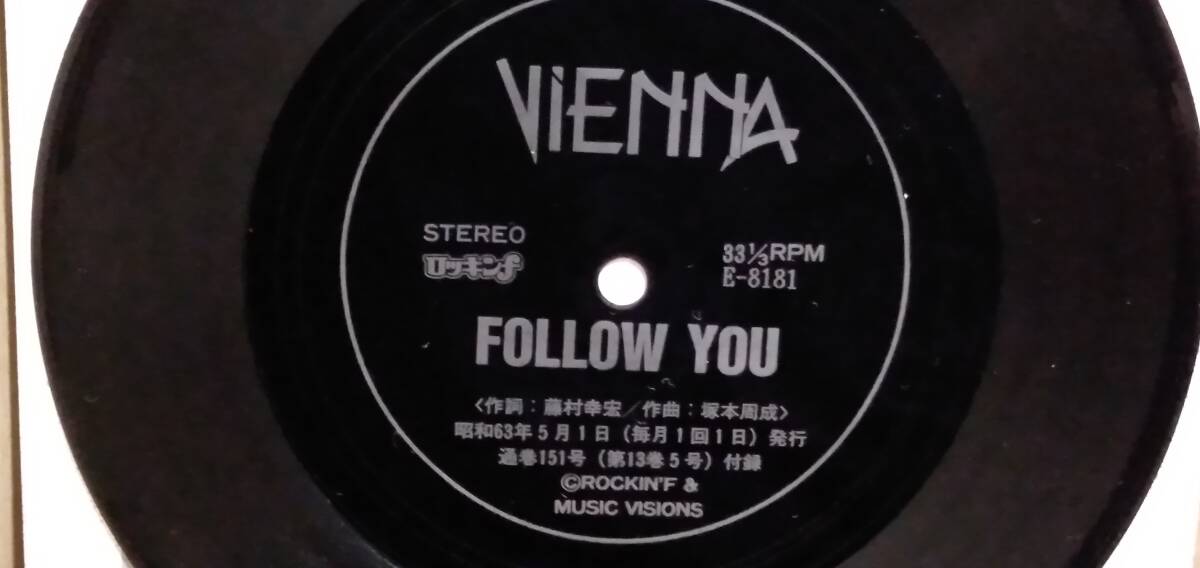 ViENNA
STEREO
ロッキンf
33⅓RPM
E-8181
FOLLOW YOU
<作詞:藤村幸宏/作曲:塚本周成>
昭和63年5月1日(毎月1回1日)発行
通巻151号(第13巻5号)付録
©ROCKIN'F &
MUSIC VISIONS